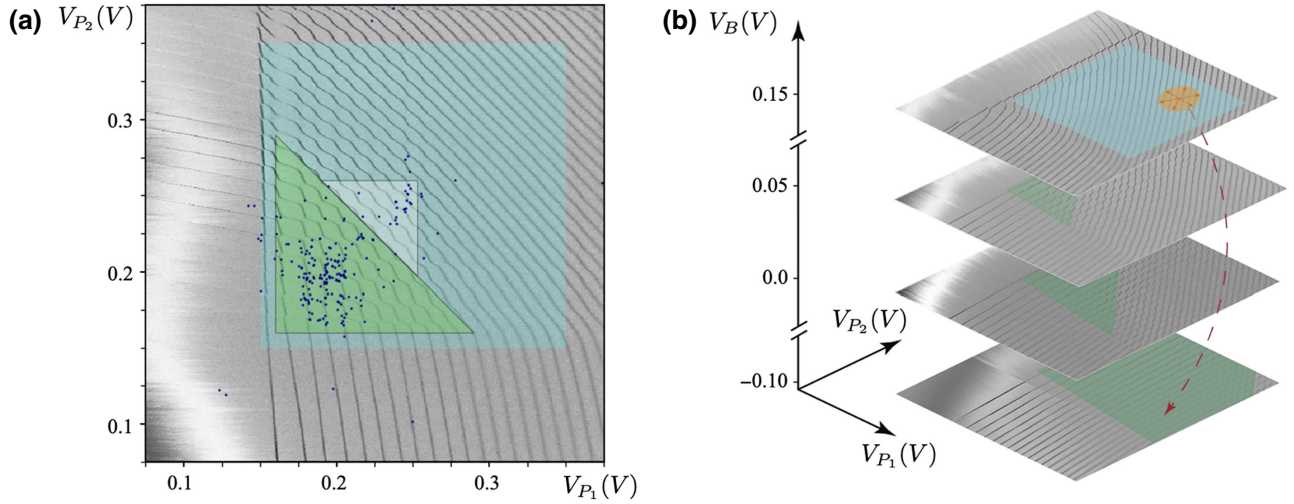 (a)
V_{P_2}(V)
0.3
0.2
0.1
0.1 0.2 0.3 V_{P_1}(V)
(b)
V_B(V)
0.15
0.05
0.0
−0.10
V_{P_2}(V)
V_{P_1}(V)